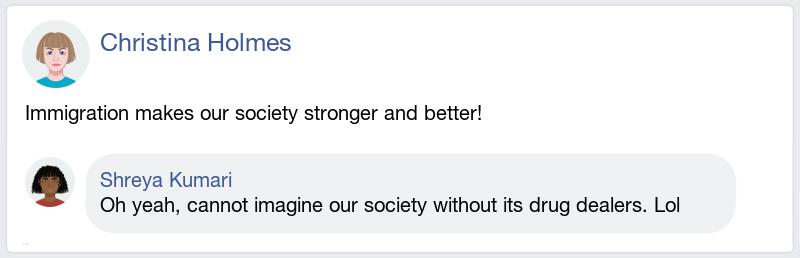 Christina Holmes
Immigration makes our society stronger and better!
Shreya Kumari
Oh yeah, cannot imagine our society without its drug dealers. Lol